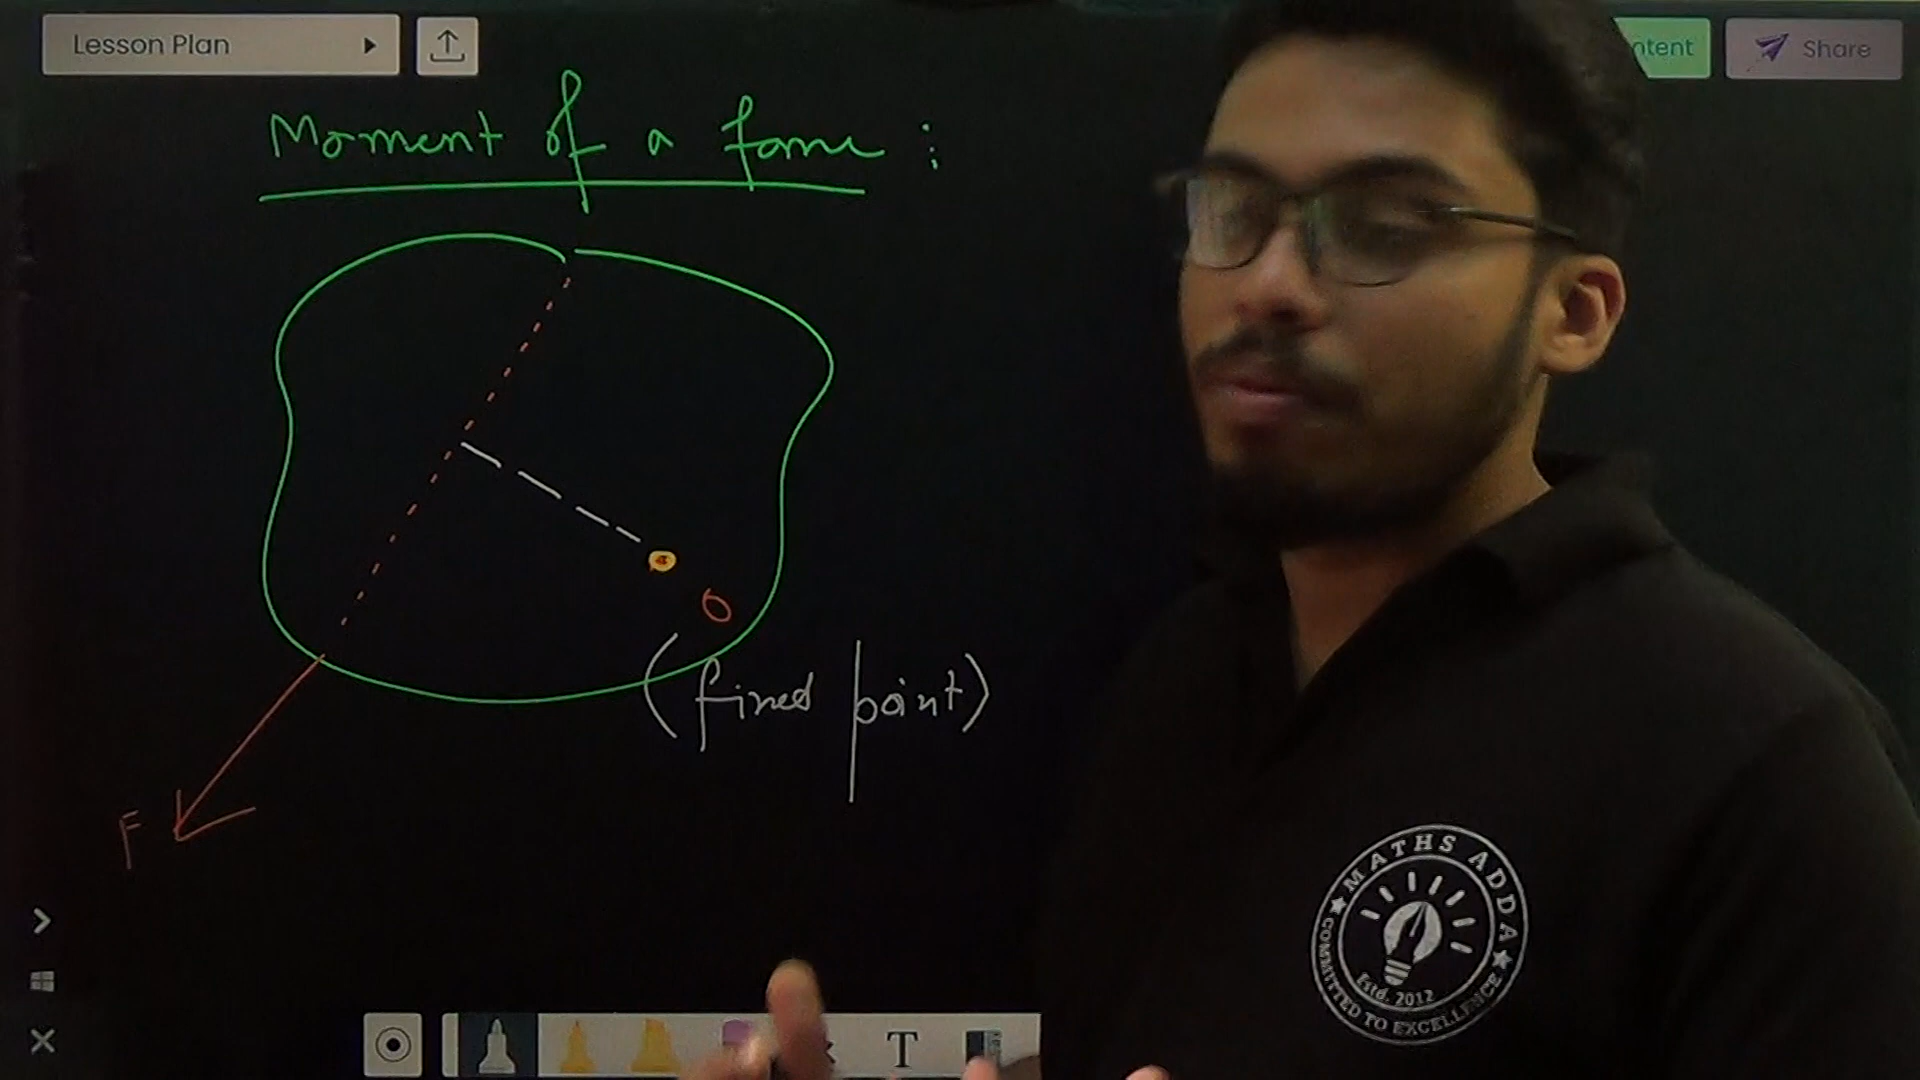 Lesson Plan
ntent
Share
Moment of a force :
O
(fixed point)
F
MATHS ADDA
COMMITTED TO EXCELLENCE
Estd. 2012
T